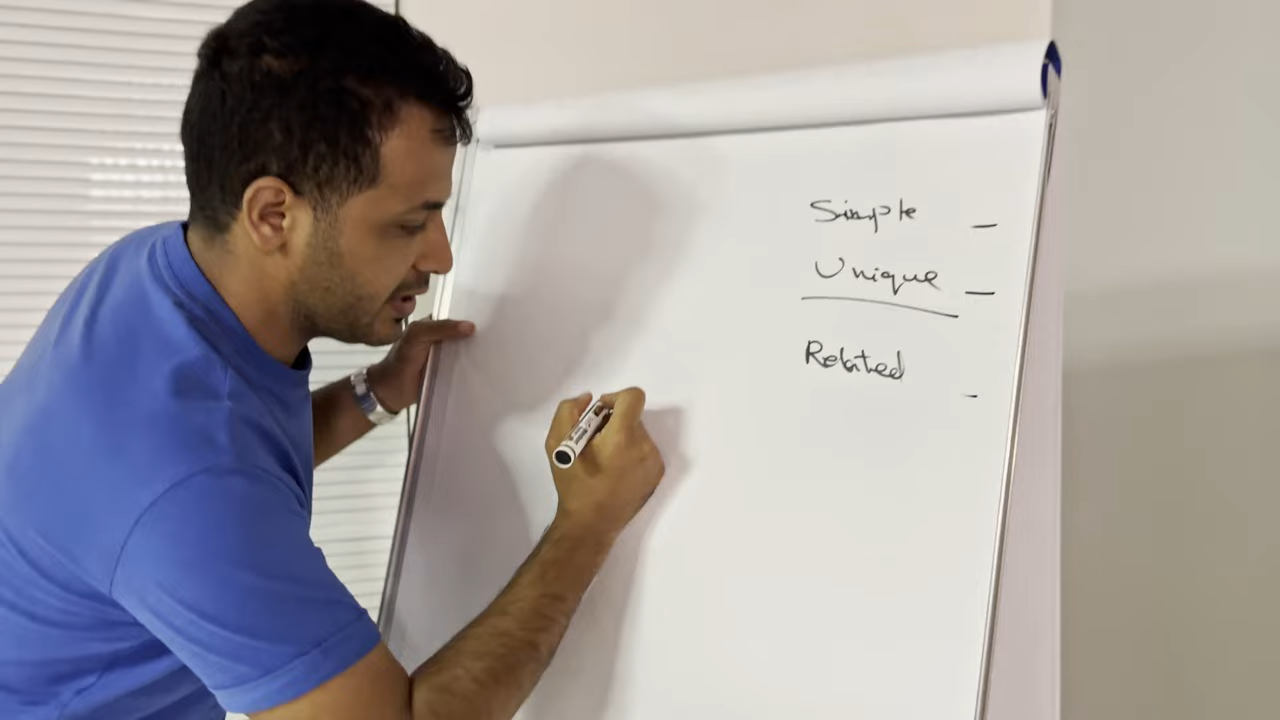 Simple –
Unique –
Related –